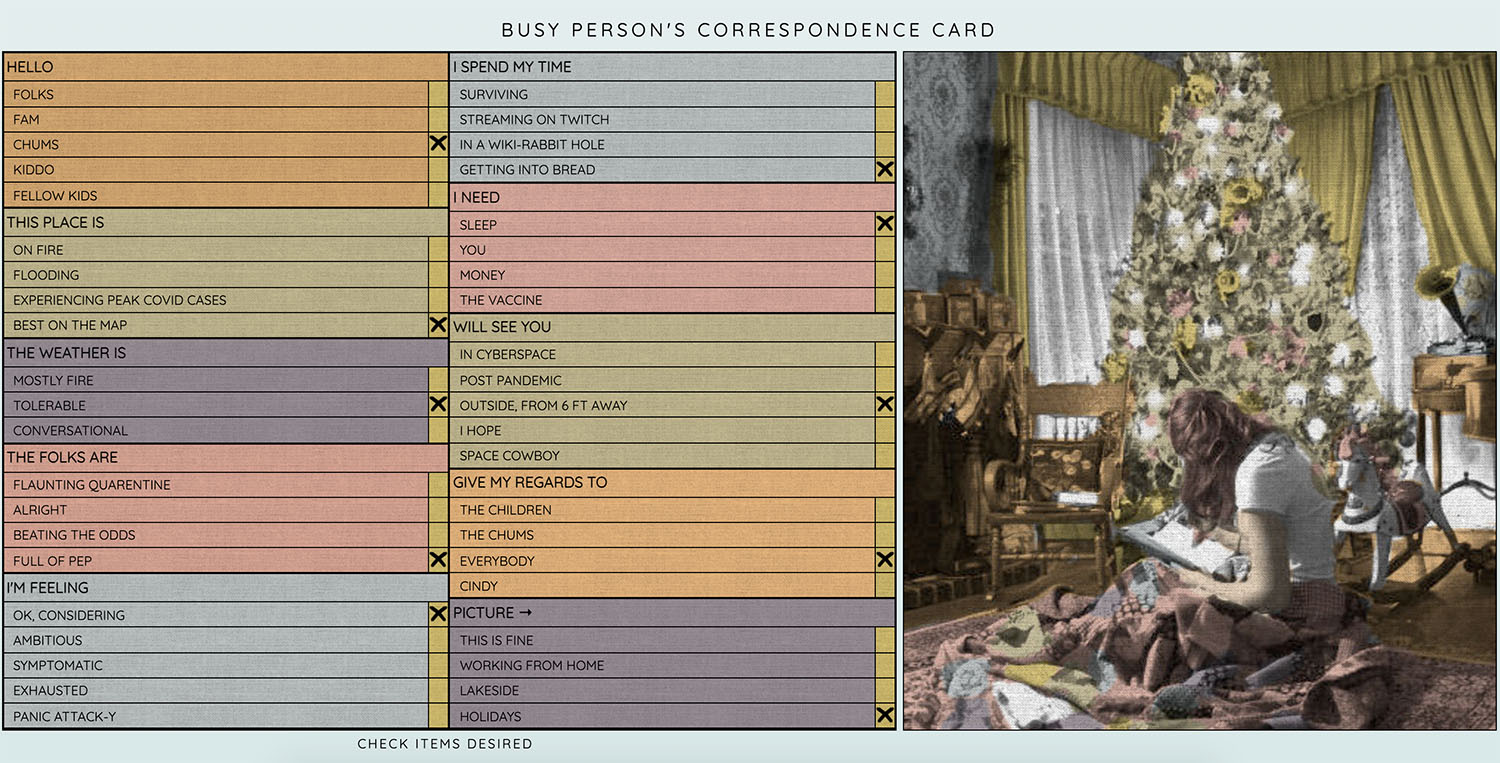 BUSY PERSON'S CORRESPONDENCE CARD
HELLO
FOLKS
FAM
CHUMS
KIDDO
FELLOW KIDS
THIS PLACE IS
ON FIRE
FLOODING
EXPERIENCING PEAK COVID CASES
BEST ON THE MAP
THE WEATHER IS
MOSTLY FIRE
TOLERABLE
CONVERSATIONAL
THE FOLKS ARE
FLAUNTING QUARENTINE
ALRIGHT
BEATING THE ODDS
FULL OF PEP
I'M FEELING
OK, CONSIDERING
AMBITIOUS
SYMPTOMATIC
EXHAUSTED
PANIC ATTACK-Y
I SPEND MY TIME
SURVIVING
STREAMING ON TWITCH
IN A WIKI-RABBIT HOLE
GETTING INTO BREAD
I NEED
SLEEP
YOU
MONEY
THE VACCINE
WILL SEE YOU
IN CYBERSPACE
POST PANDEMIC
OUTSIDE, FROM 6 FT AWAY
I HOPE
SPACE COWBOY
GIVE MY REGARDS TO
THE CHILDREN
THE CHUMS
EVERYBODY
CINDY
PICTURE →
THIS IS FINE
WORKING FROM HOME
LAKESIDE
HOLIDAYS
CHECK ITEMS DESIRED